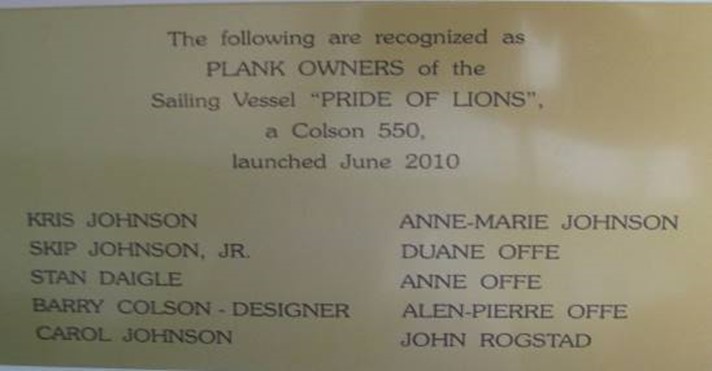 The following are recognized as
PLANK OWNERS of the
Sailing Vessel "PRIDE OF LIONS",
a Colson 550,
launched June 2010
KRIS JOHNSON
SKIP JOHNSON, JR.
STAN DAIGLE
BARRY COLSON - DESIGNER
CAROL JOHNSON
ANNE-MARIE JOHNSON
DUANE OFFE
ANNE OFFE
ALEN-PIERRE OFFE
JOHN ROGSTAD